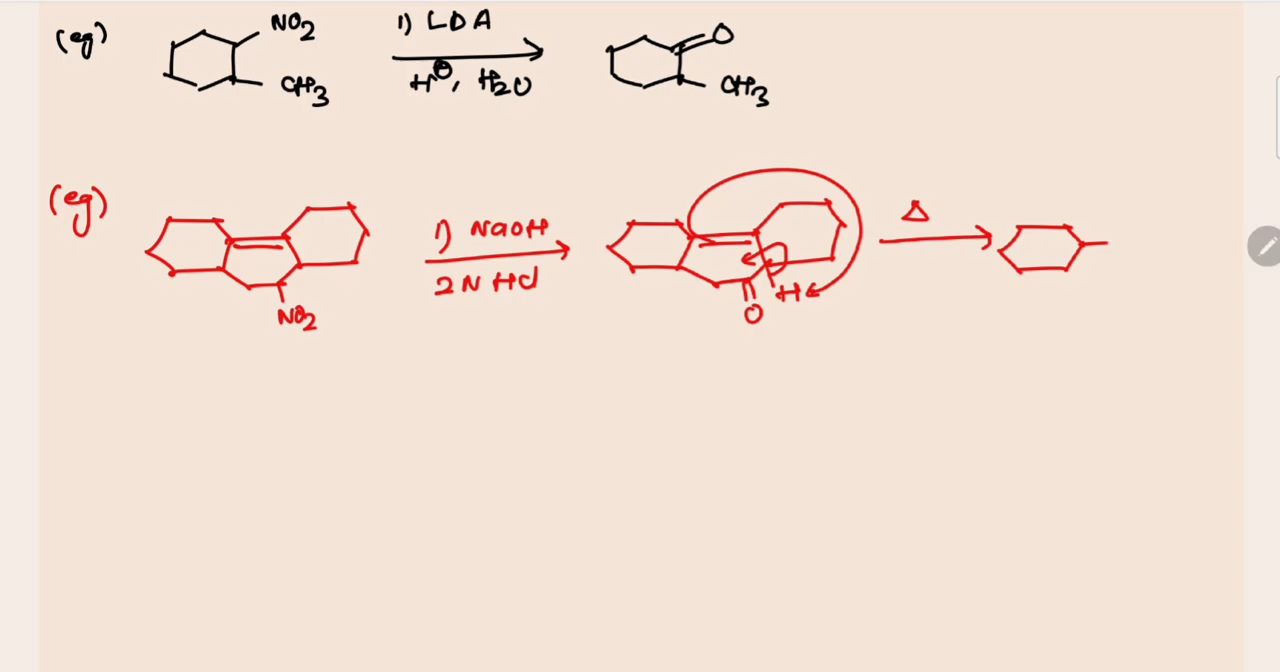 (eg) NO2 1) LDA O
CH3 H⊕, H2O CH3
(eg) 1) NaOH Δ
2N HCl
NO2 O H